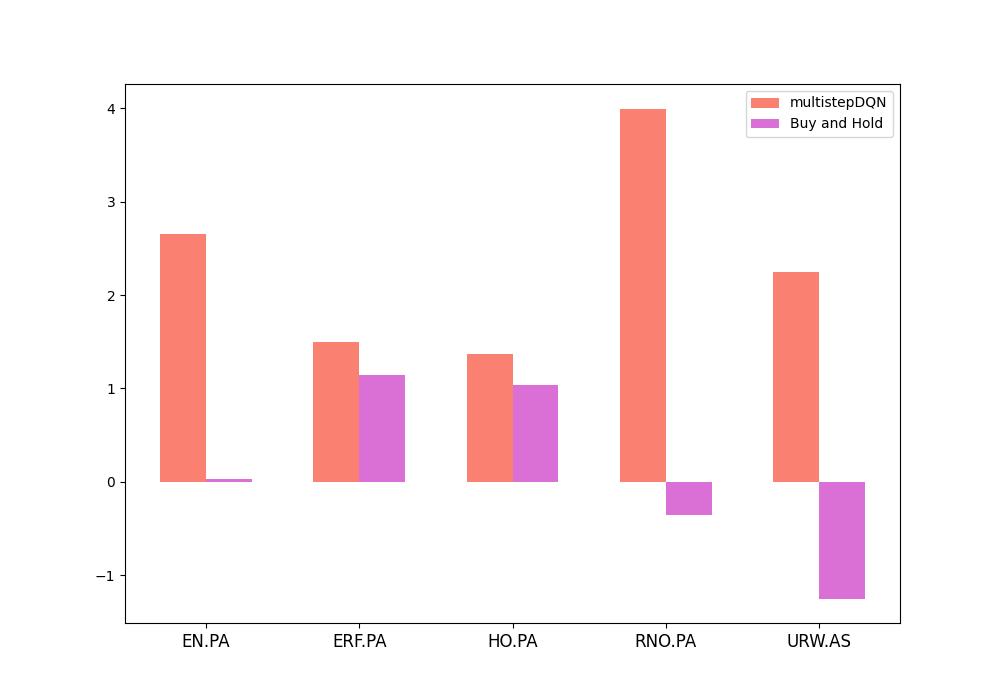 multistepDQN
Buy and Hold
4
3
2
1
0
−1
EN.PA
ERF.PA
HO.PA
RNO.PA
URW.AS